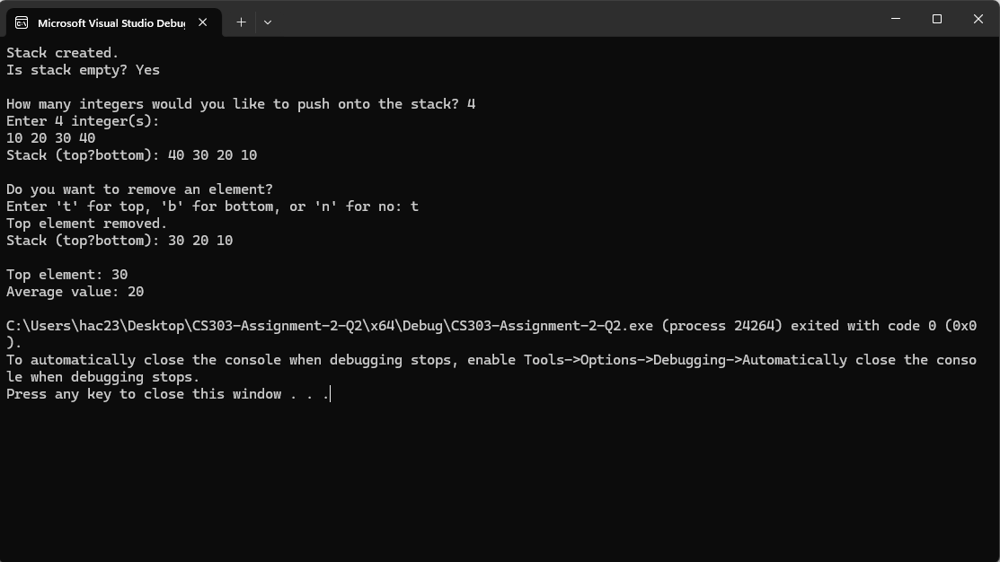 Microsoft Visual Studio Debu
Stack created.
Is stack empty? Yes
How many integers would you like to push onto the stack? 4
Enter 4 integer(s):
10 20 30 40
Stack (top?bottom): 40 30 20 10
Do you want to remove an element?
Enter 't' for top, 'b' for bottom, or 'n' for no: t
Top element removed.
Stack (top?bottom): 30 20 10
Top element: 30
Average value: 20
C:\Users\hac23\Desktop\CS303-Assignment-2-Q2\x64\Debug\CS303-Assignment-2-Q2.exe (process 24264) exited with code 0 (0x0
).
To automatically close the console when debugging stops, enable Tools->Options->Debugging->Automatically close the conso
le when debugging stops.
Press any key to close this window . . .